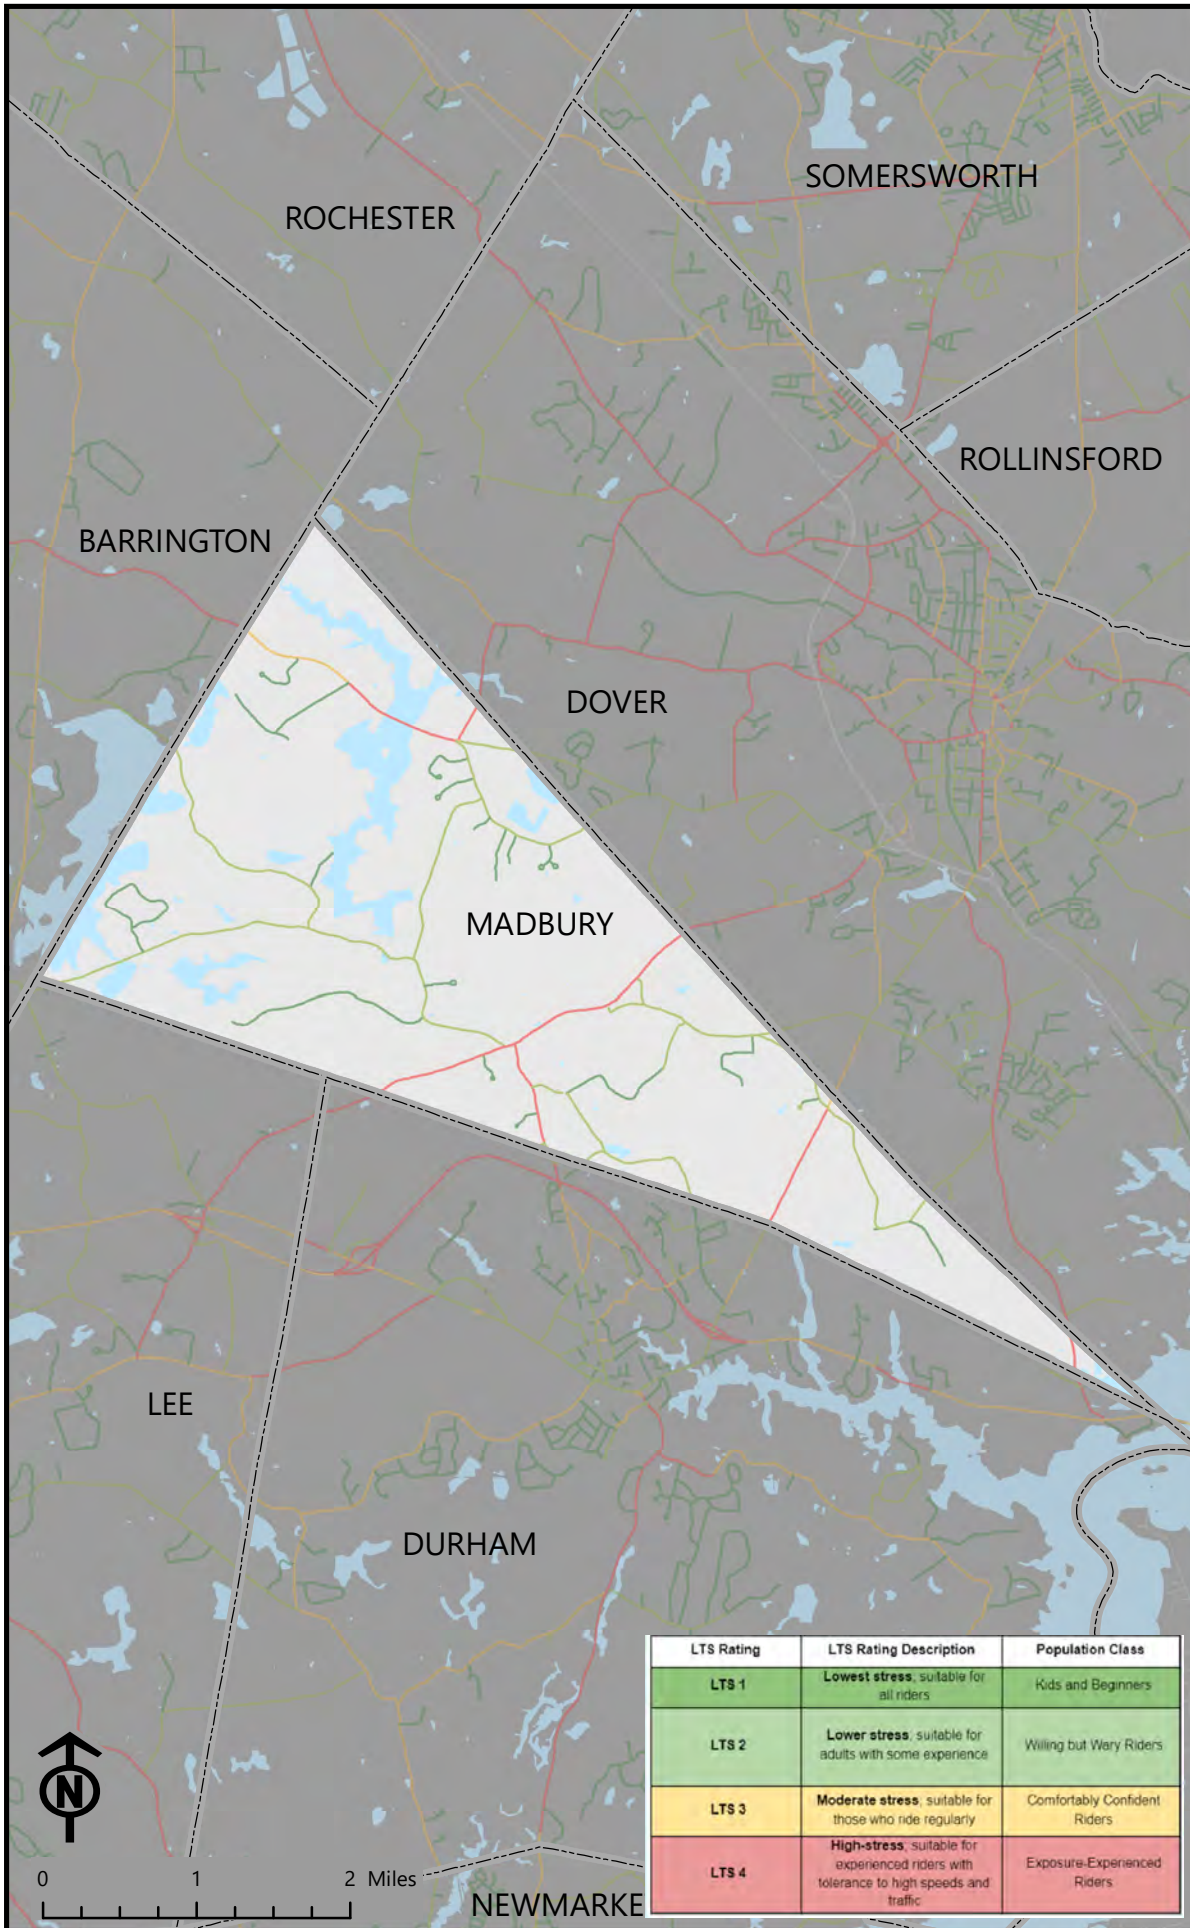 SOMERSWORTH
ROCHESTER
ROLLINSFORD
BARRINGTON
DOVER
MADBURY
LEE
DURHAM
LTS Rating LTS Rating Description Population Class
LTS 1 Lowest stress, suitable for
all riders Kids and Beginners
LTS 2 Lower stress, suitable for
adults with some experience Willing but Wary Riders
LTS 3 Moderate stress, suitable for
those who ride regularly Comfortably Confident
Riders
LTS 4 High-stress, suitable for
experienced riders with
tolerance to high speeds and
traffic Exposure-Experienced
Riders
N
0 1 2 Miles
NEWMARKE